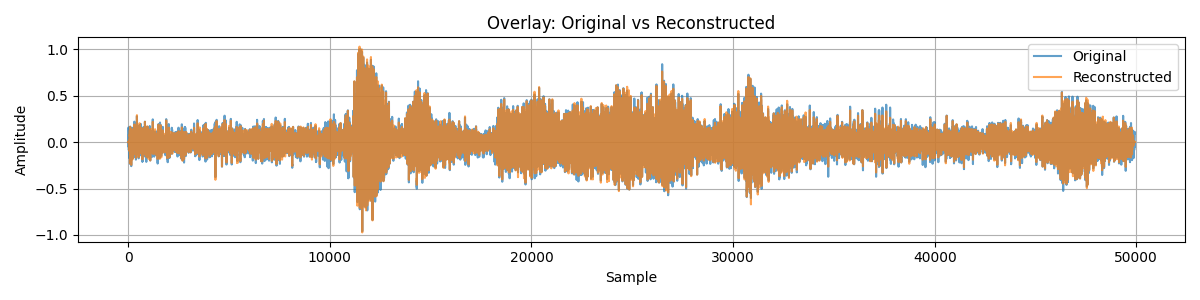 Overlay: Original vs Reconstructed
Amplitude
1.0
0.5
0.0
−0.5
−1.0
Original
Reconstructed
0 10000 20000 30000 40000 50000
Sample